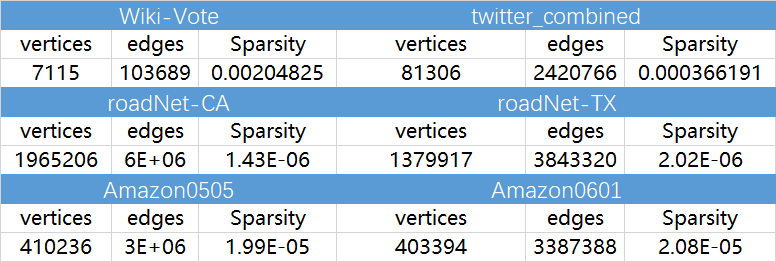 Wiki-Vote twitter_combined
vertices edges Sparsity vertices edges Sparsity
7115 103689 0.00204825 81306 2420766 0.000366191
roadNet-CA roadNet-TX
vertices edges Sparsity vertices edges Sparsity
1965206 6E+06 1.43E-06 1379917 3843320 2.02E-06
Amazon0505 Amazon0601
vertices edges Sparsity vertices edges Sparsity
410236 3E+06 1.99E-05 403394 3387388 2.08E-05